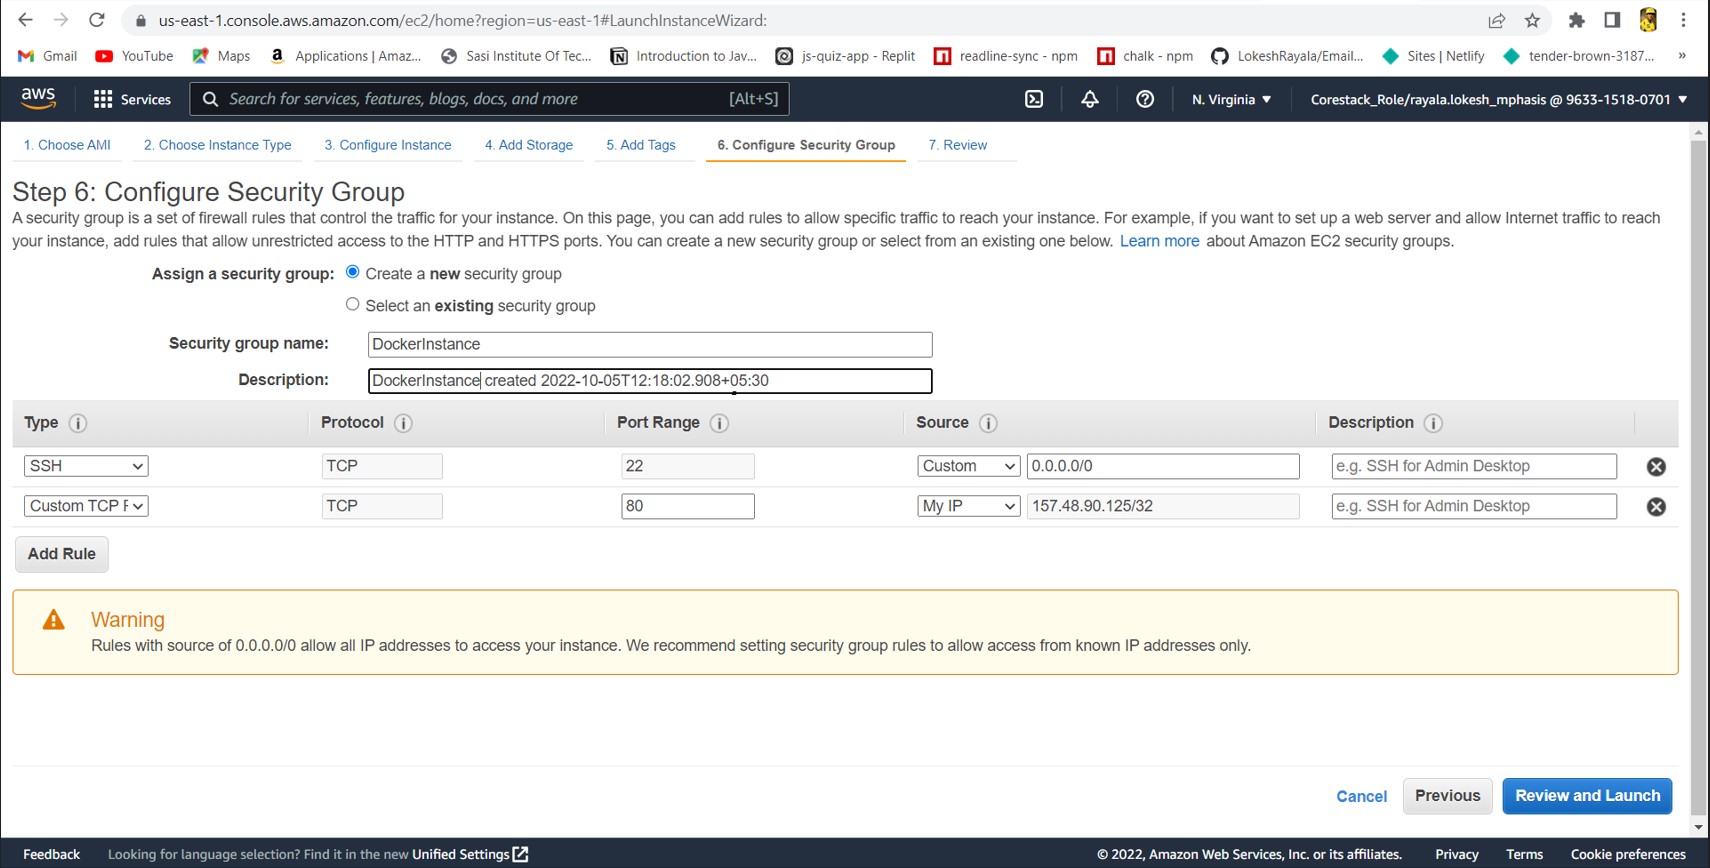 us-east-1.console.aws.amazon.com/ec2/home?region=us-east-1#LaunchInstanceWizard:
Gmail YouTube Maps Applications | Amaz... Sasi Institute Of Tec... Introduction to Jav... js-quiz-app - Replit readline-sync - npm chalk - npm LokeshRayala/Email... Sites | Netlify tender-brown-3187... »
aws Services Search for services, features, blogs, docs, and more [Alt+S] N. Virginia Corestack_Role/rayala.lokesh_mphasis @ 9633-1518-0701
1. Choose AMI 2. Choose Instance Type 3. Configure Instance 4. Add Storage 5. Add Tags 6. Configure Security Group 7. Review
Step 6: Configure Security Group
A security group is a set of firewall rules that control the traffic for your instance. On this page, you can add rules to allow specific traffic to reach your instance. For example, if you want to set up a web server and allow Internet traffic to reach
your instance, add rules that allow unrestricted access to the HTTP and HTTPS ports. You can create a new security group or select from an existing one below. Learn more about Amazon EC2 security groups.
Assign a security group: Create a new security group
Select an existing security group
Security group name: DockerInstance
Description: DockerInstance created 2022-10-05T12:18:02.908+05:30
Type Protocol Port Range Source Description
SSH TCP 22 Custom 0.0.0.0/0 e.g. SSH for Admin Desktop
Custom TCP F TCP 80 My IP 157.48.90.125/32 e.g. SSH for Admin Desktop
Add Rule
Warning
Rules with source of 0.0.0.0/0 allow all IP addresses to access your instance. We recommend setting security group rules to allow access from known IP addresses only.
Cancel Previous Review and Launch
Feedback Looking for language selection? Find it in the new Unified Settings © 2022, Amazon Web Services, Inc. or its affiliates. Privacy Terms Cookie preferences